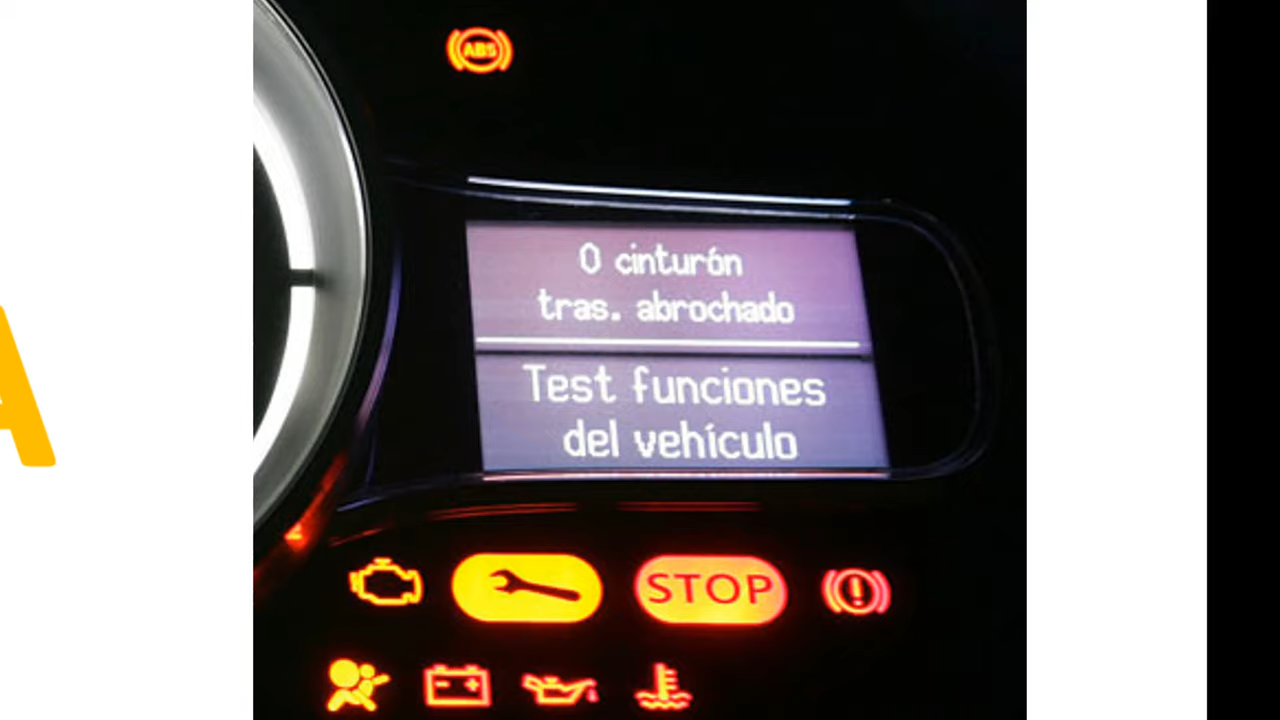 ABS
0 cinturón
tras. abrochado
Test funciones
del vehículo
STOP
A